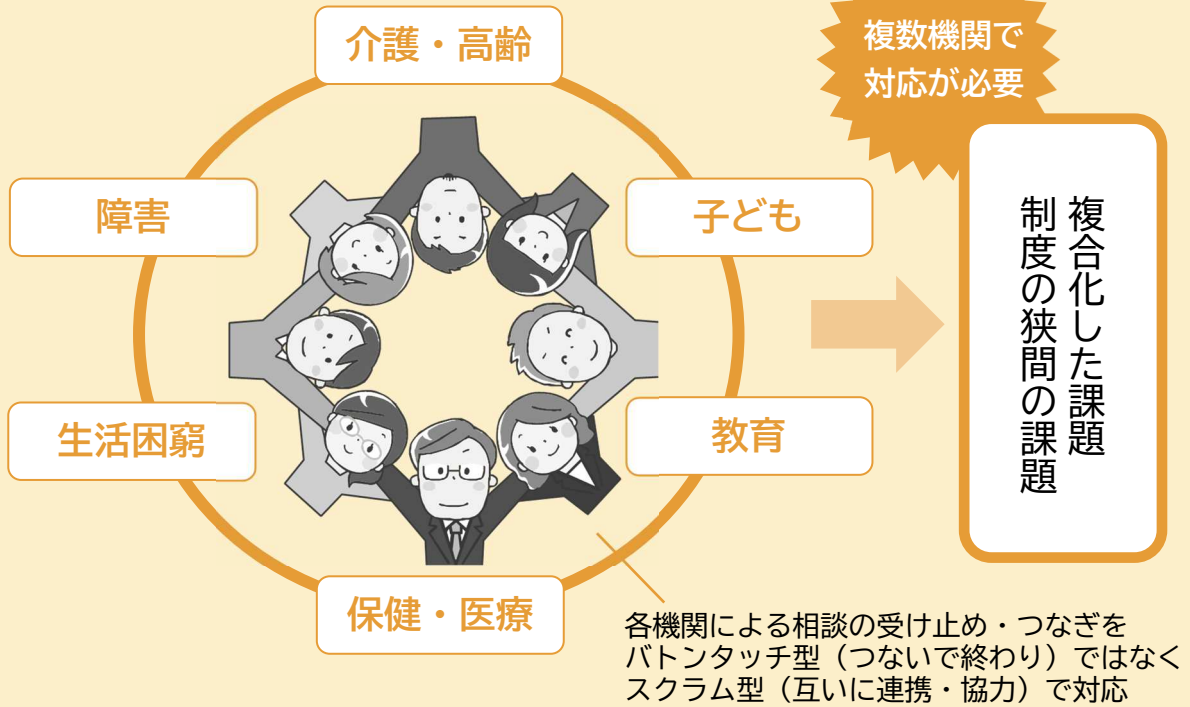 介護・高齢
複数機関で
対応が必要
障害
子ども
複合化した課題
制度の狭間の課題
生活困窮
教育
保健・医療
各機関による相談の受け止め・つなぎを
バトンタッチ型（つないで終わり）ではなく
スクラム型（互いに連携・協力）で対応